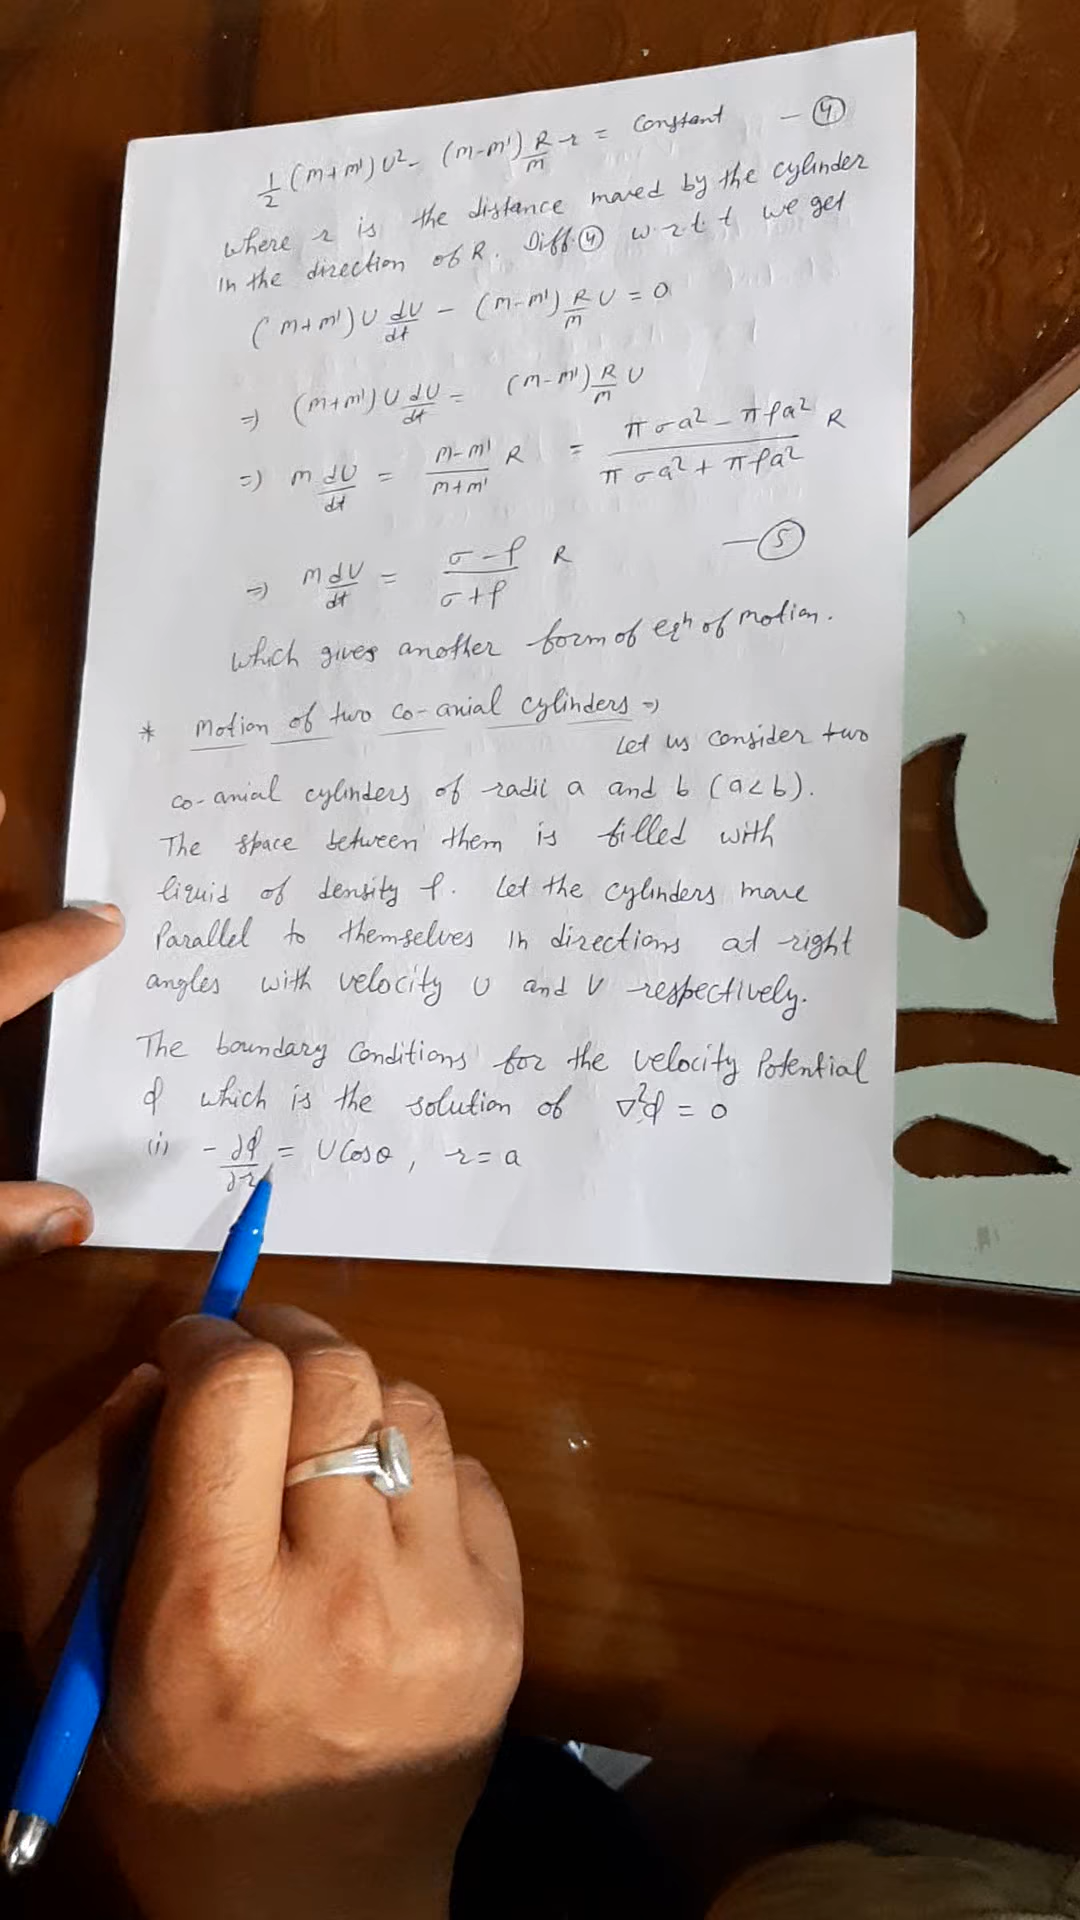 1/2 (m+m') U² - (m-m') R/m r = constant — ④
where r is the distance moved by the cylinder
in the direction of R. Diff. ④ w.r.t. t we get
(m+m') U dU/dt - (m-m') R/m U = 0
⇒ (m+m') U dU/dt = (m-m') R/m U
⇒ m dU/dt = m-m'/m+m' R = πσa² - πρa²/πσa² + πρa² R
⇒ m dU/dt = σ-ρ/σ+ρ R — ⑤
which gives another form of eqn of motion.
* Motion of two co-axial cylinders ⇒
Let us consider two
co-axial cylinders of radii a and b (a<b).
The space between them is filled with
liquid of density ρ. Let the cylinders move
Parallel to themselves in directions at right
angles with velocity U and V respectively.
The boundary conditions for the velocity Potential
φ which is the solution of ∇²φ = 0
(i) - ∂φ/∂r = U cosθ, r = a